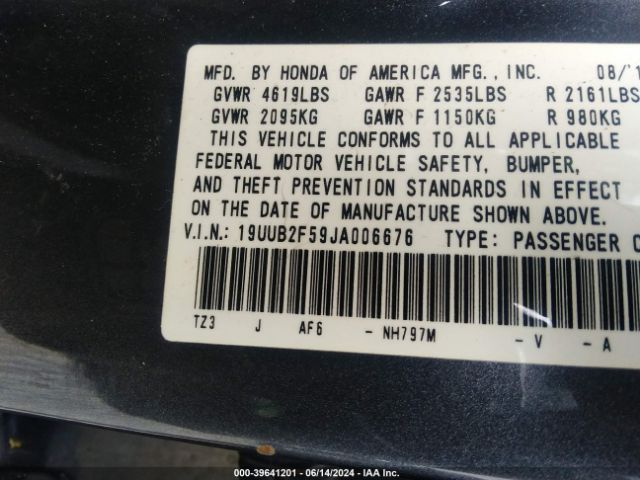 MFD. BY HONDA OF AMERICA MFG., INC. 08/'1
GVWR 4619LBS GAWR F 2535LBS R 2161LBS
GVWR 2095KG GAWR F 1150KG R 980KG
THIS VEHICLE CONFORMS TO ALL APPLICABLE
FEDERAL MOTOR VEHICLE SAFETY, BUMPER,
AND THEFT PREVENTION STANDARDS IN EFFECT
ON THE DATE OF MANUFACTURE SHOWN ABOVE.
V.I.N.: 19UUB2F59JA006676 TYPE: PASSENGER C
TZ3 J AF6 - NH797M - V - A
000-39641201 - 06/14/2024 - IAA Inc.